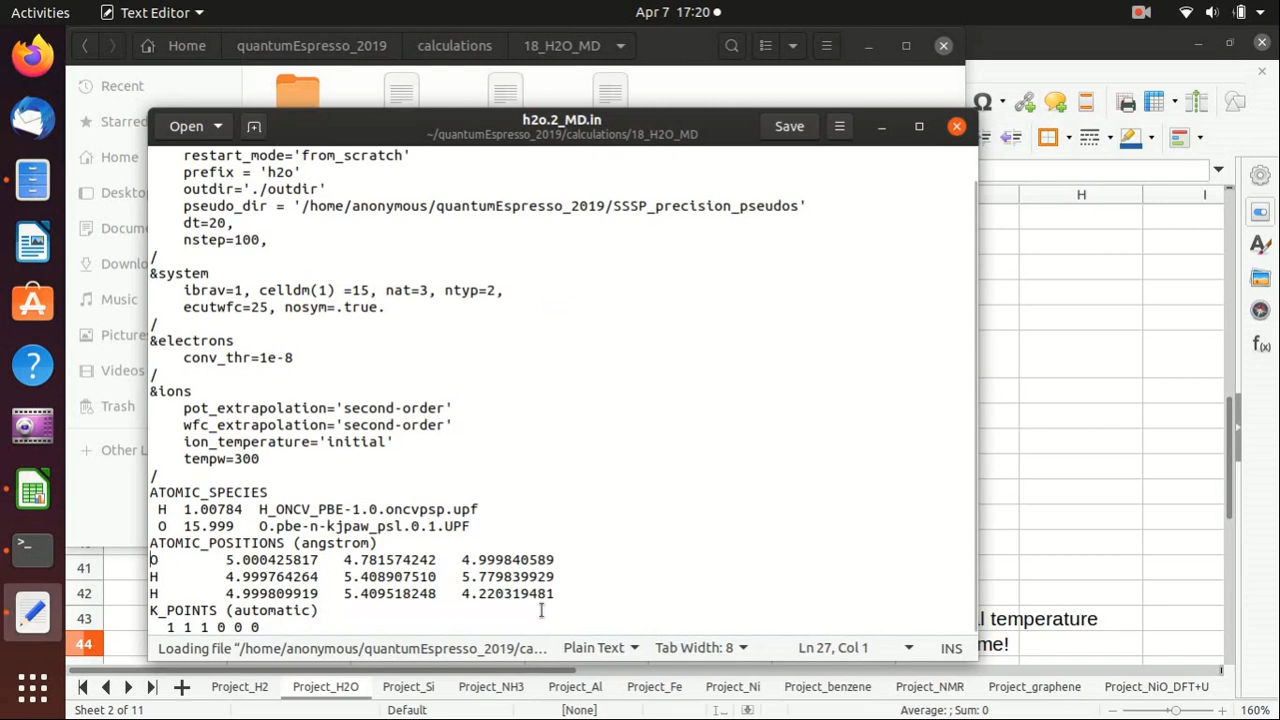 Activities Text Editor Apr 7 17:20
Home quantumEspresso_2019 calculations 18_H2O_MD
Recent
Starred
Home
Desktop
Docume
Downlo
Music
Picture
Videos
Trash
Other L
Open h2o.2_MD.in Save
~/quantumEspresso_2019/calculations/18_H2O_MD
restart_mode='from_scratch'
prefix = 'h2o'
outdir='./outdir'
pseudo_dir = '/home/anonymous/quantumEspresso_2019/SSSP_precision_pseudos'
dt=20,
nstep=100,
/
&system
ibrav=1, celldm(1) =15, nat=3, ntyp=2,
ecutwfc=25, nosym=.true.
/
&electrons
conv_thr=1e-8
/
&ions
pot_extrapolation='second-order'
wfc_extrapolation='second-order'
ion_temperature='initial'
tempw=300
/
ATOMIC_SPECIES
H 1.00784 H_ONCV_PBE-1.0.oncvpsp.upf
O 15.999 O.pbe-n-kjpaw_psl.0.1.UPF
ATOMIC_POSITIONS (angstrom)
O 5.000425817 4.781574242 4.999840589
H 4.999764264 5.408907510 5.779839929
H 4.999809919 5.409518248 4.220319481
K_POINTS (automatic)
1 1 1 0 0 0
Loading file "/home/anonymous/quantumEspresso_2019/ca... Plain Text Tab Width: 8 Ln 27, Col 1 INS
H I
41
42
43 l temperature
44 me!
Project_H2 Project_H2O Project_Si Project_NH3 Project_Al Project_Fe Project_Ni Project_benzene Project_NMR Project_graphene Project_NiO_DFT+U
Sheet 2 of 11 Default [None] Average: ; Sum: 0 160%